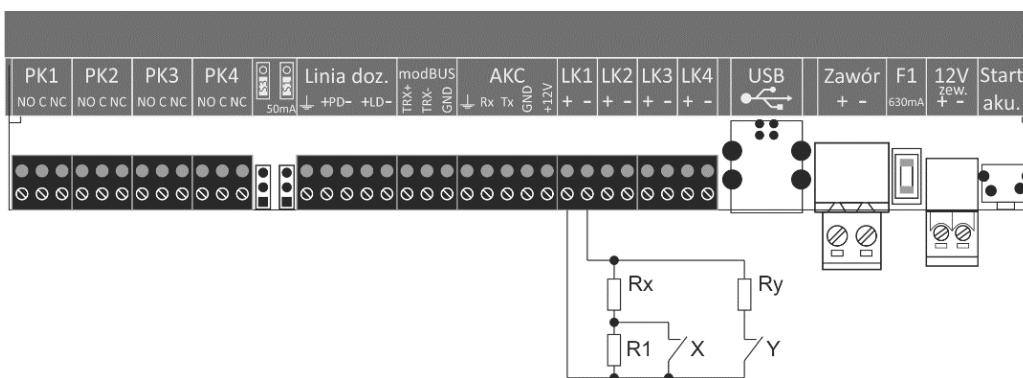 PK1 PK2 PK3 PK4 Linia doz. modBUS AKC LK1 LK2 LK3 LK4 USB Zawór F1 12V Start
NO C NC NO C NC NO C NC NO C NC S2 S1 50mA +PD- +LD- TRX+ TRX- GND Rx Tx GND +12V + - + - + - + - + - 630mA zew. + - aku.
Rx Ry
R1 X Y